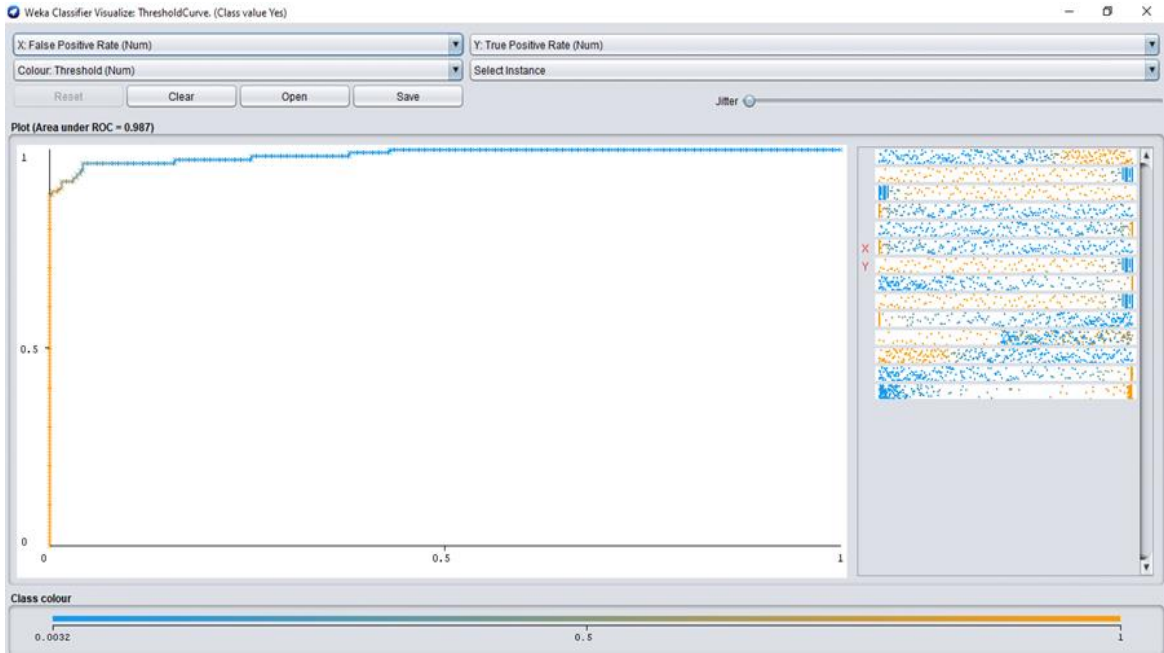 Weka Classifier Visualize: ThresholdCurve. (Class value Yes)
X: False Positive Rate (Num) Y: True Positive Rate (Num)
Colour: Threshold (Num) Select Instance
Reset Clear Open Save Jitter
Plot (Area under ROC = 0.987)
1
X
Y
0.5
0
0 0.5 1
Class colour
0.0032 0.5 1